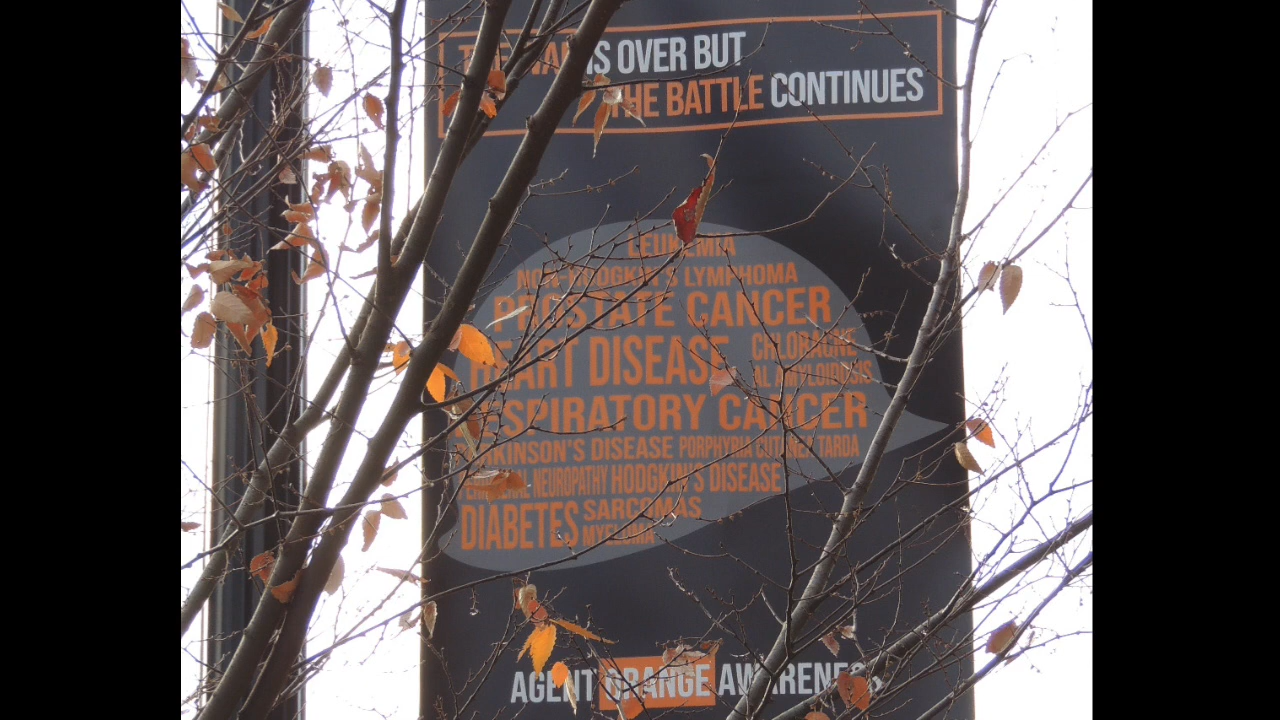 THE WAR IS OVER BUT
THE BATTLE CONTINUES
LEUKEMIA
NON-HODGKIN'S LYMPHOMA
PROSTATE CANCER
HEART DISEASE
CHLORACNE
AL AMYLOIDOSIS
RESPIRATORY CANCER
PARKINSON'S DISEASE PORPHYRIA CUTANEA TARDA
PERIPHERAL NEUROPATHY HODGKIN'S DISEASE
DIABETES
SARCOMAS
MYELOMA
AGENT ORANGE AWARENESS